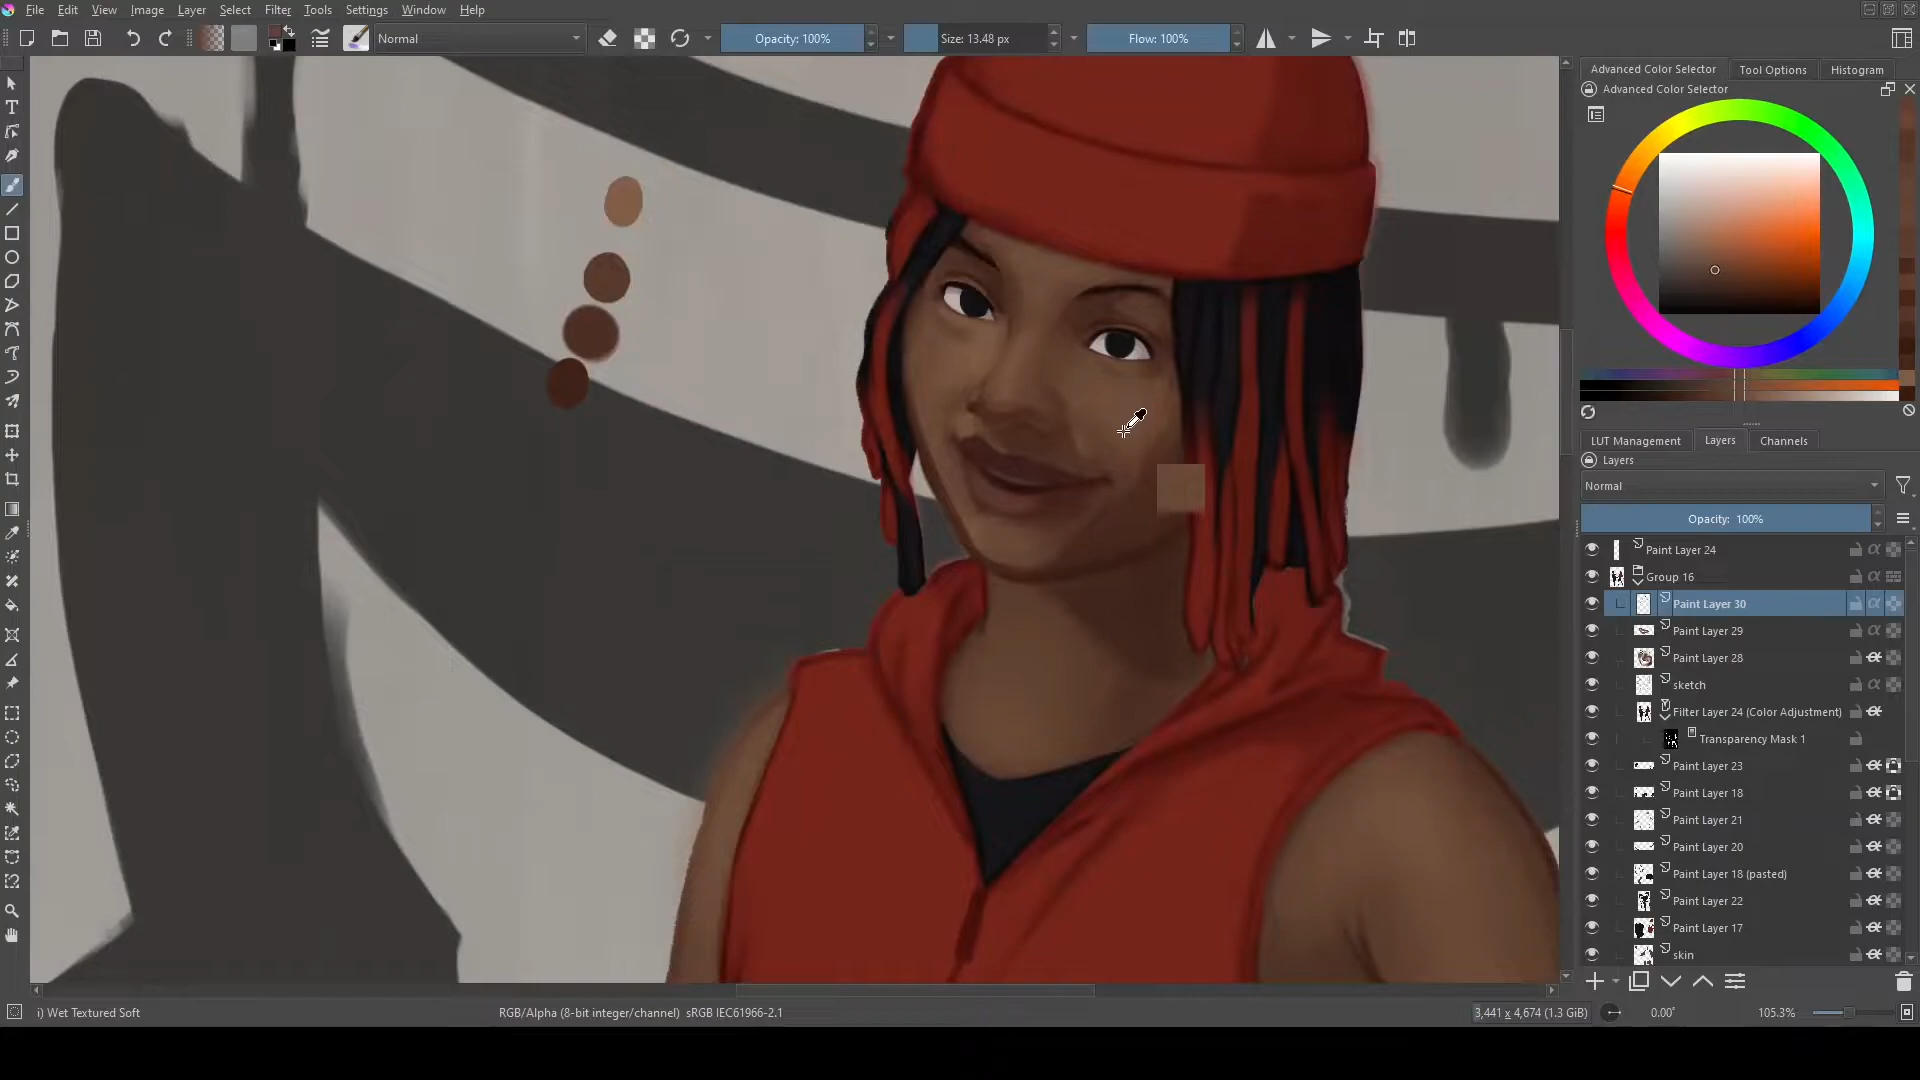 File Edit View Image Layer Select Filter Tools Settings Window Help
Normal
Opacity: 100%
Size: 13.48 px
Flow: 100%
Advanced Color Selector
Tool Options
Histogram
Advanced Color Selector
LUT Management
Layers
Channels
Layers
Normal
Opacity: 100%
Paint Layer 24
Group 16
Paint Layer 30
Paint Layer 29
Paint Layer 28
sketch
Filter Layer 24 (Color Adjustment)
Transparency Mask 1
Paint Layer 23
Paint Layer 18
Paint Layer 21
Paint Layer 20
Paint Layer 18 (pasted)
Paint Layer 22
Paint Layer 17
skin
i) Wet Textured Soft
RGB/Alpha (8-bit integer/channel) sRGB IEC61966-2.1
3,441 x 4,674 (1.3 GiB)
0.00°
105.3%